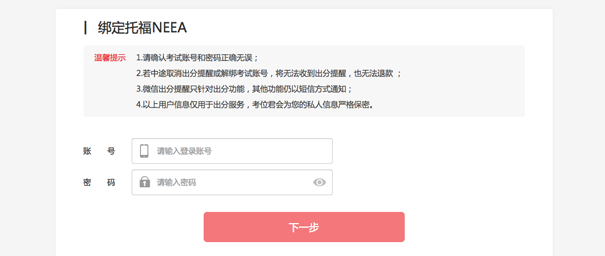 绑定托福NEEA
温馨提示 1.请确认考试账号和密码正确无误；
2.若中途取消出分提醒或解绑考试账号，将无法收到出分提醒，也无法退款 ；
3.微信出分提醒只针对出分功能，其他功能仍以短信方式通知；
4.以上用户信息仅用于出分服务，考位君会为您的私人信息严格保密。
账 号 请输入登录账号
密 码 请输入密码
下一步